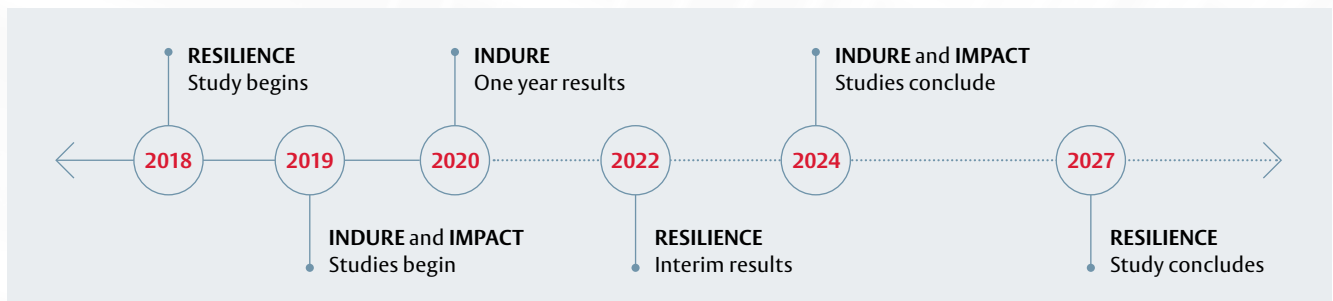 RESILIENCE
Study begins
INDURE
One year results
INDURE and IMPACT
Studies conclude
2018
2019
2020
2022
2024
2027
INDURE and IMPACT
Studies begin
RESILIENCE
Interim results
RESILIENCE
Study concludes